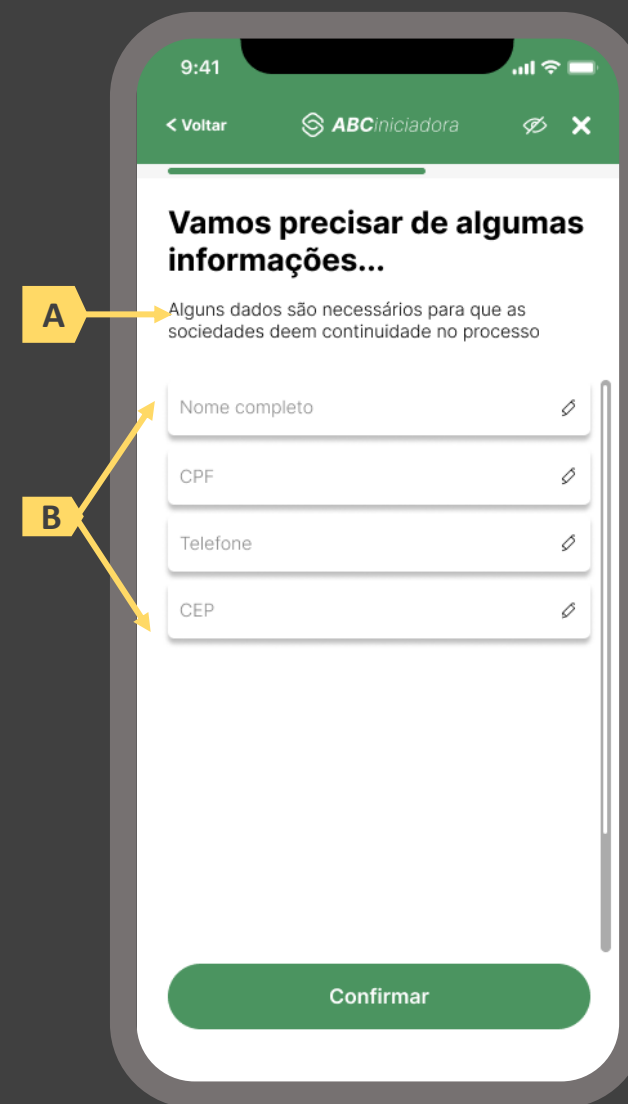 9:41
Voltar
ABCiniciadora
Vamos precisar de algumas
informações...
A
Alguns dados são necessários para que as
sociedades deem continuidade no processo
Nome completo
CPF
B
Telefone
CEP
Confirmar